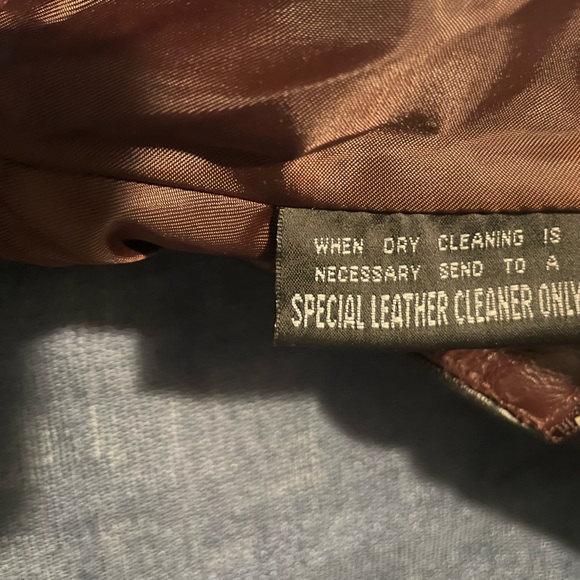 WHEN DRY CLEANING IS
NECESSARY SEND TO A
SPECIAL LEATHER CLEANER ONLY